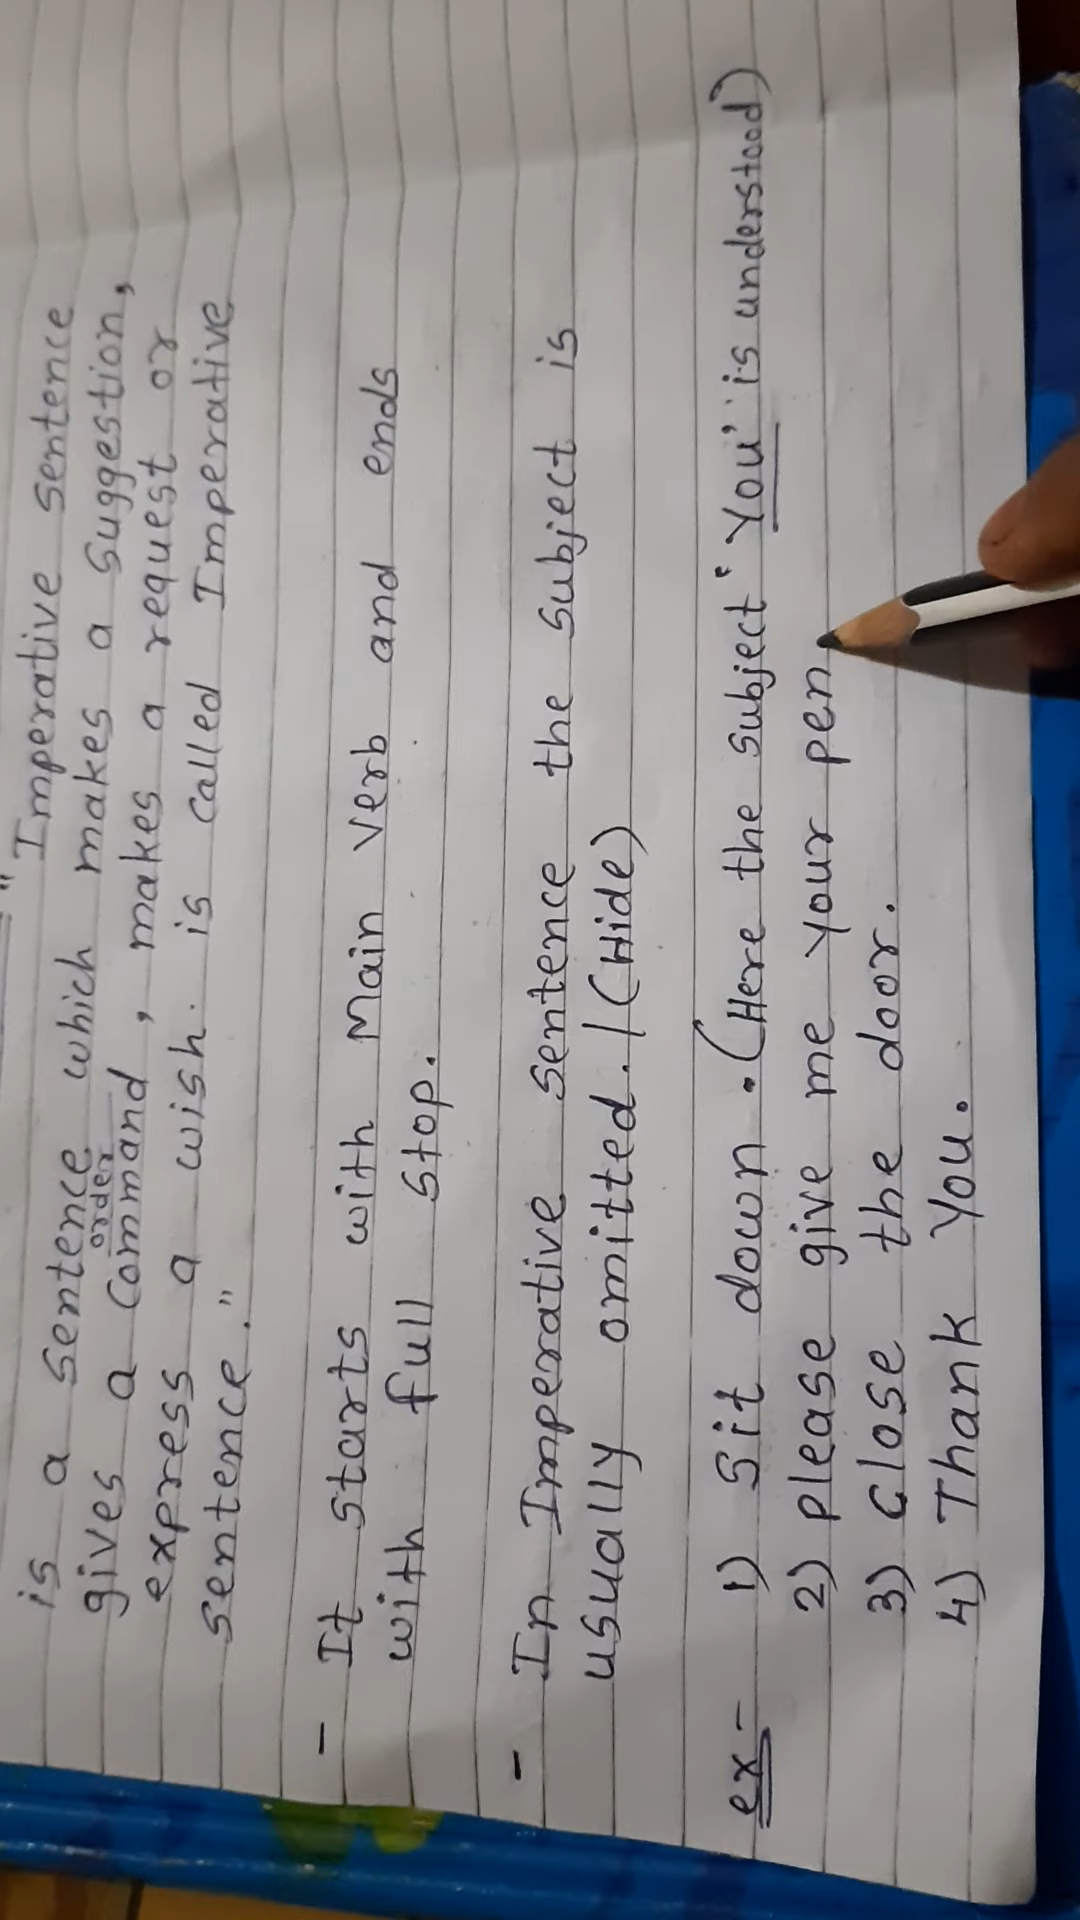 " Imperative sentence
is a sentence which makes a suggestion,
order
gives a command, makes a request or
express a wish. is called Imperative
sentence."
- It starts with Main verb and ends
with full stop.
- In Imperative sentence the subject is
usually omitted. / (Hide)
ex - 1) Sit down. (Here the subject "You' is understood)
2) please give me your pen.
3) Close the door.
4) Thank You.